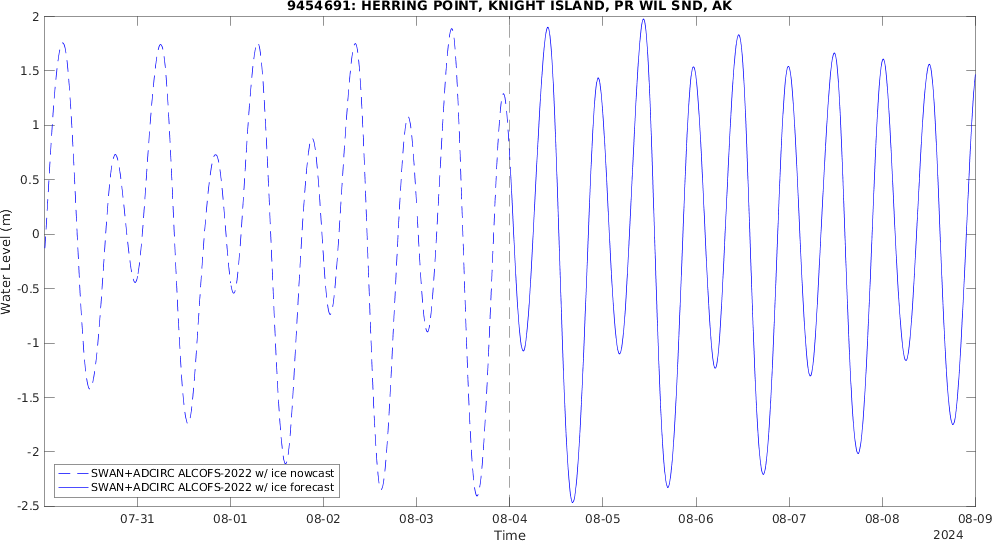 9454691: HERRING POINT, KNIGHT ISLAND, PR WIL SND, AK
2
1.5
1
0.5
0
-0.5
-1
-1.5
-2
-2.5
Water Level (m)
SWAN+ADCIRC ALCOFS-2022 w/ ice nowcast
SWAN+ADCIRC ALCOFS-2022 w/ ice forecast
07-31 08-01 08-02 08-03 08-04 08-05 08-06 08-07 08-08 08-09
Time
2024